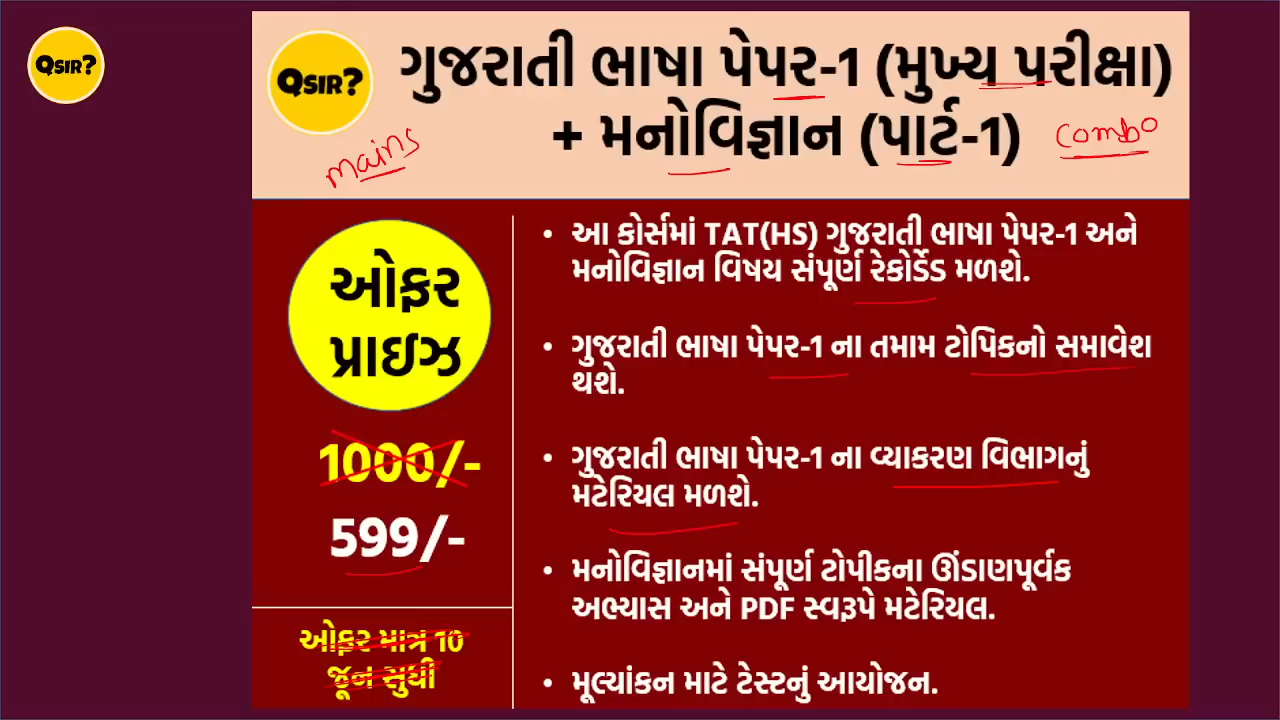 QSIR?
QSIR?
ગુજરાતી ભાષા પેપર-1 (મુખ્ય પરીક્ષા)
+ મનોવિજ્ઞાન (પાર્ટ-1)
combo
mains
ઓફર
પ્રાઇઝ
1000/-
599/-
ઓફર માત્ર 10
જૂન સુધી
• આ કોર્સમાં TAT(HS) ગુજરાતી ભાષા પેપર-1 અને
મનોવિજ્ઞાન વિષય સંપૂર્ણ રેકોર્ડેડ મળશે.
• ગુજરાતી ભાષા પેપર-1 ના તમામ ટોપિકનો સમાવેશ
થશે.
• ગુજરાતી ભાષા પેપર-1 ના વ્યાકરણ વિભાગનું
મટેરિયલ મળશે.
• મનોવિજ્ઞાનમાં સંપૂર્ણ ટોપીકના ઊંડાણપૂર્વક
અભ્યાસ અને PDF સ્વરૂપે મટેરિયલ.
• મૂલ્યાંકન માટે ટેસ્ટનું આયોજન.